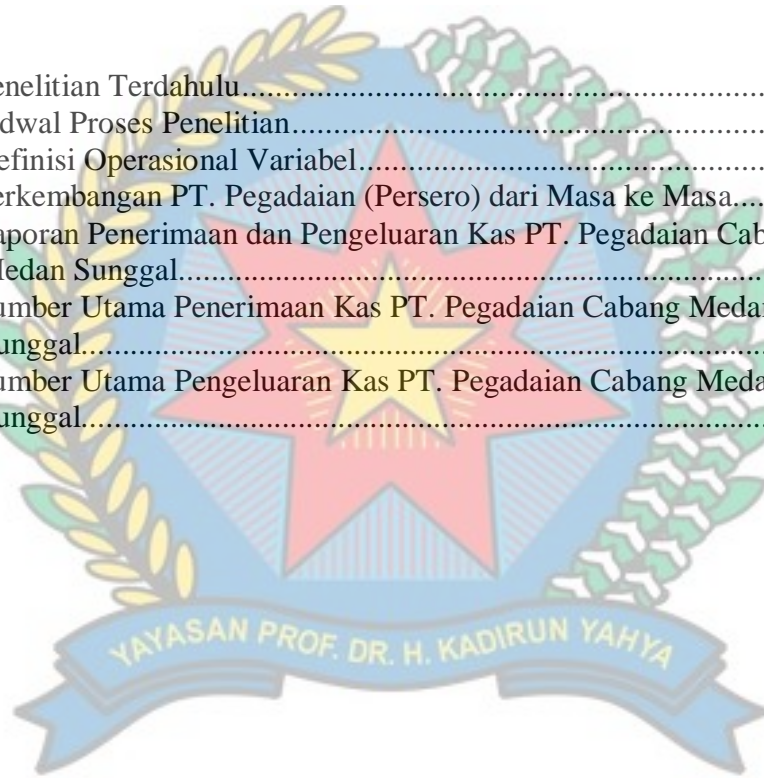 enelitian Terdahulu
dwal Proses Penelitian
efinisi Operasional Variabel
erkembangan PT. Pegadaian (Persero) dari Masa ke Masa
aporan Penerimaan dan Pengeluaran Kas PT. Pegadaian Cab
edan Sunggal
umber Utama Penerimaan Kas PT. Pegadaian Cabang Meda
unggal
umber Utama Pengeluaran Kas PT. Pegadaian Cabang Meda
unggal
YAYASAN PROF. DR. H. KADIRUN YAHYA